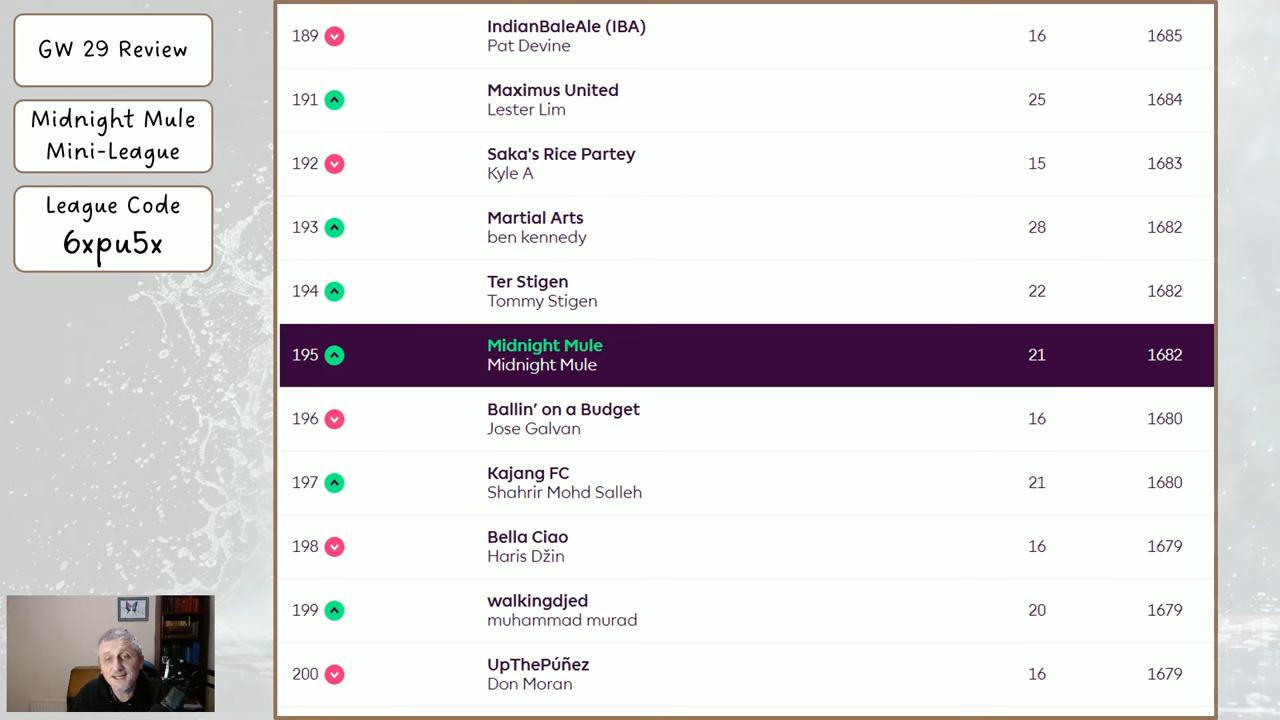 GW 29 Review
Midnight Mule
Mini-League
League Code
6xpu5x
189 IndianBaleAle (IBA) 16 1685
Pat Devine
191 Maximus United 25 1684
Lester Lim
192 Saka's Rice Partey 15 1683
Kyle A
193 Martial Arts 28 1682
ben kennedy
194 Ter Stigen 22 1682
Tommy Stigen
195 Midnight Mule 21 1682
Midnight Mule
196 Ballin' on a Budget 16 1680
Jose Galvan
197 Kajang FC 21 1680
Shahrir Mohd Salleh
198 Bella Ciao 16 1679
Haris Džin
199 walkingdjed 20 1679
muhammad murad
200 UpThePúñez 16 1679
Don Moran